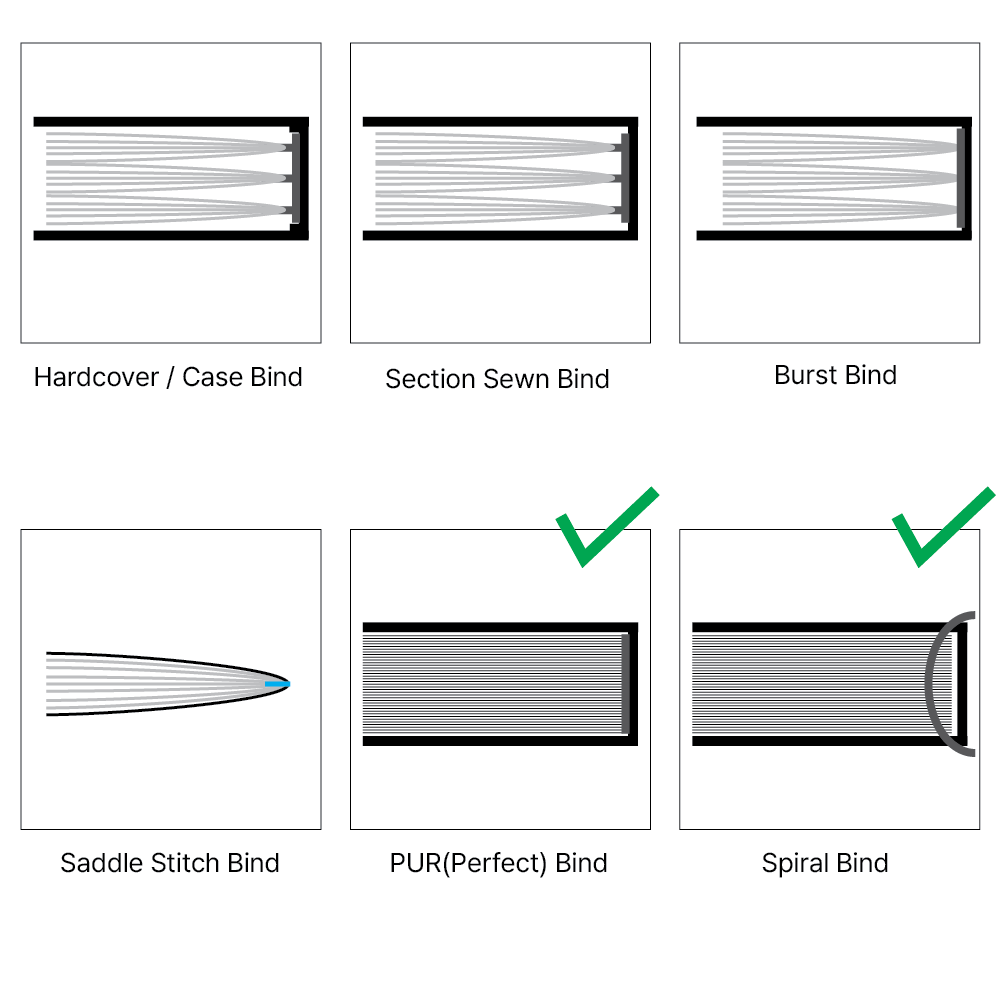 Hardcover / Case Bind
Section Sewn Bind
Burst Bind
Saddle Stitch Bind
PUR(Perfect) Bind
Spiral Bind